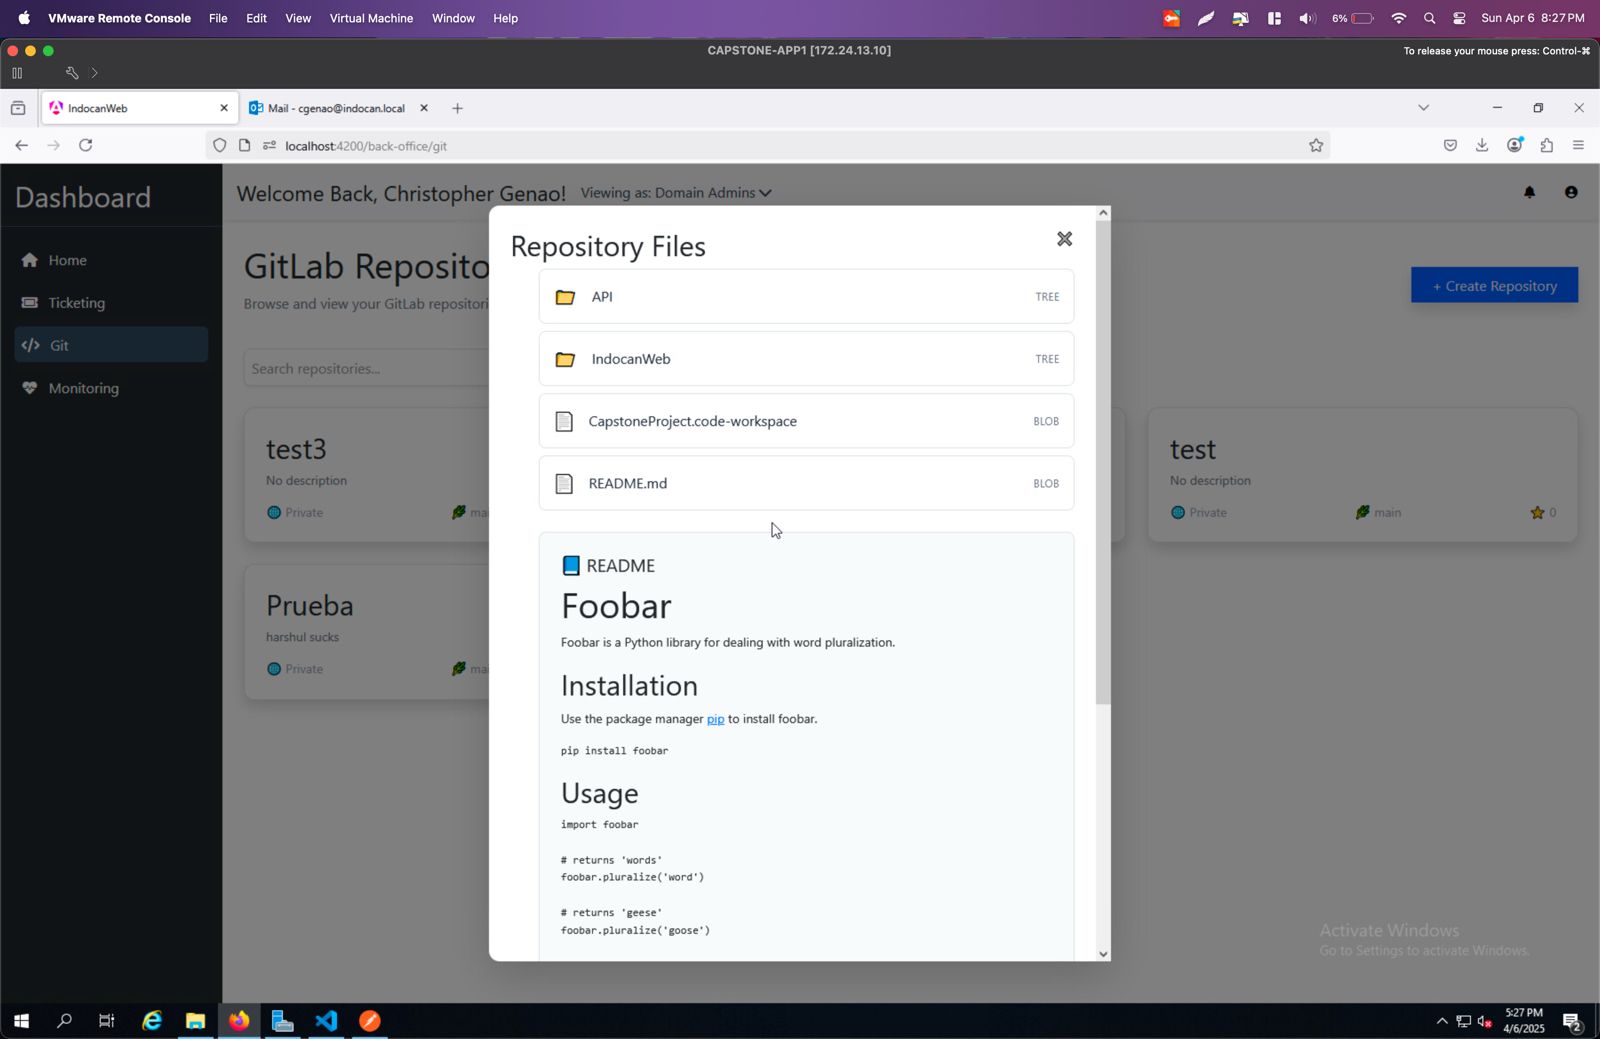 VMware Remote Console File Edit View Virtual Machine Window Help 6% Sun Apr 6 8:27 PM
CAPSTONE-APP1 [172.24.13.10]
To release your mouse press: Control-⌘
IndocanWeb
Mail - cgenao@indocan.local
localhost:4200/back-office/git
Dashboard
Welcome Back, Christopher Genao! Viewing as: Domain Admins
Home
Ticketing
Git
Monitoring
GitLab Reposito
Browse and view your GitLab repositori
+ Create Repository
Search repositories...
test3
No description
Private
mai
test
No description
Private
main
0
Prueba
harshul sucks
Private
mai
Repository Files
API TREE
IndocanWeb TREE
CapstoneProject.code-workspace BLOB
README.md BLOB
README
Foobar
Foobar is a Python library for dealing with word pluralization.
Installation
Use the package manager pip to install foobar.
pip install foobar
Usage
import foobar
# returns 'words'
foobar.pluralize('word')
# returns 'geese'
foobar.pluralize('goose')
Activate Windows
Go to Settings to activate Windows.
5:27 PM
4/6/2025
2